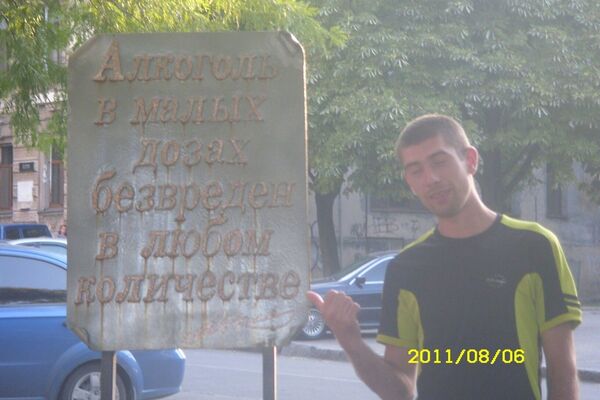 Алкоголь
в малых
дозах
безвреден
в любом
количестве
2011/08/06